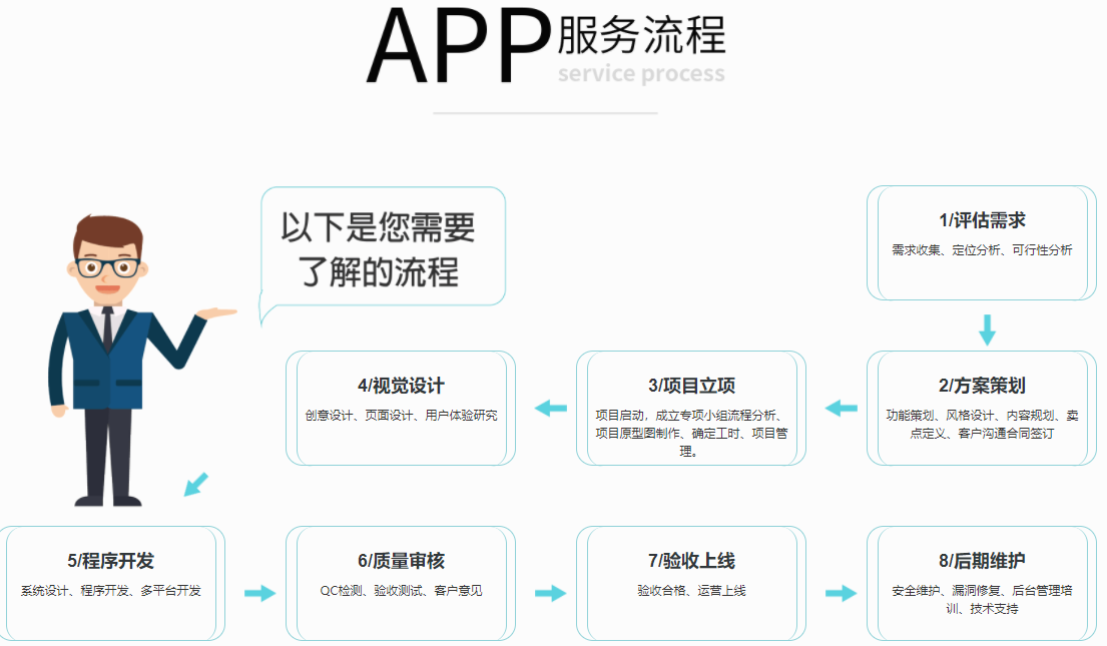 APP服务流程
service process
以下是您需要
了解的流程
1/评估需求
需求收集、定位分析、可行性分析
2/方案策划
功能策划、风格设计、内容规划、卖
点定义、客户沟通合同签订
3/项目立项
项目启动，成立专项小组流程分析、
项目原型图制作、确定工时、项目管
理。
4/视觉设计
创意设计、页面设计、用户体验研究
5/程序开发
系统设计、程序开发、多平台开发
6/质量审核
QC检测、验收测试、客户意见
7/验收上线
验收合格、运营上线
8/后期维护
安全维护、漏洞修复、后台管理培
训、技术支持